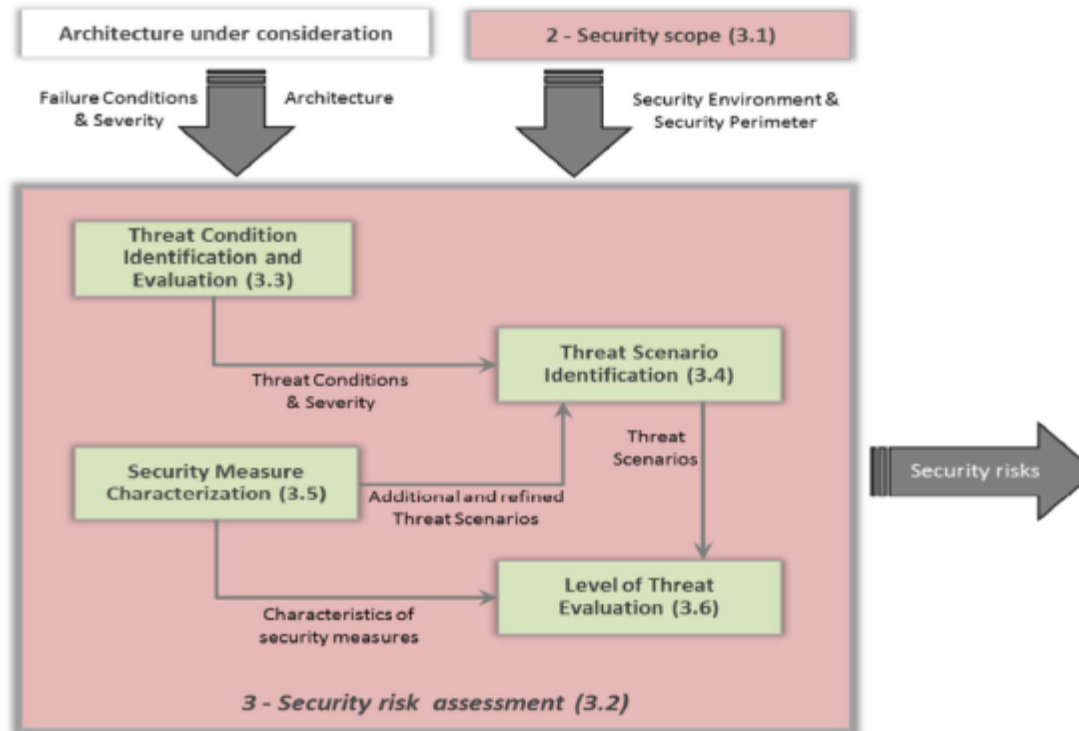 Architecture under consideration
2 - Security scope (3.1)
Failure Conditions
& Severity
Architecture
Security Environment &
Security Perimeter
Threat Condition
Identification and
Evaluation (3.3)
Threat Scenario
Identification (3.4)
Threat Conditions
& Severity
Threat
Scenarios
Security risks
Security Measure
Characterization (3.5)
Additional and refined
Threat Scenarios
Level of Threat
Evaluation (3.6)
Characteristics of
security measures
3 - Security risk assessment (3.2)